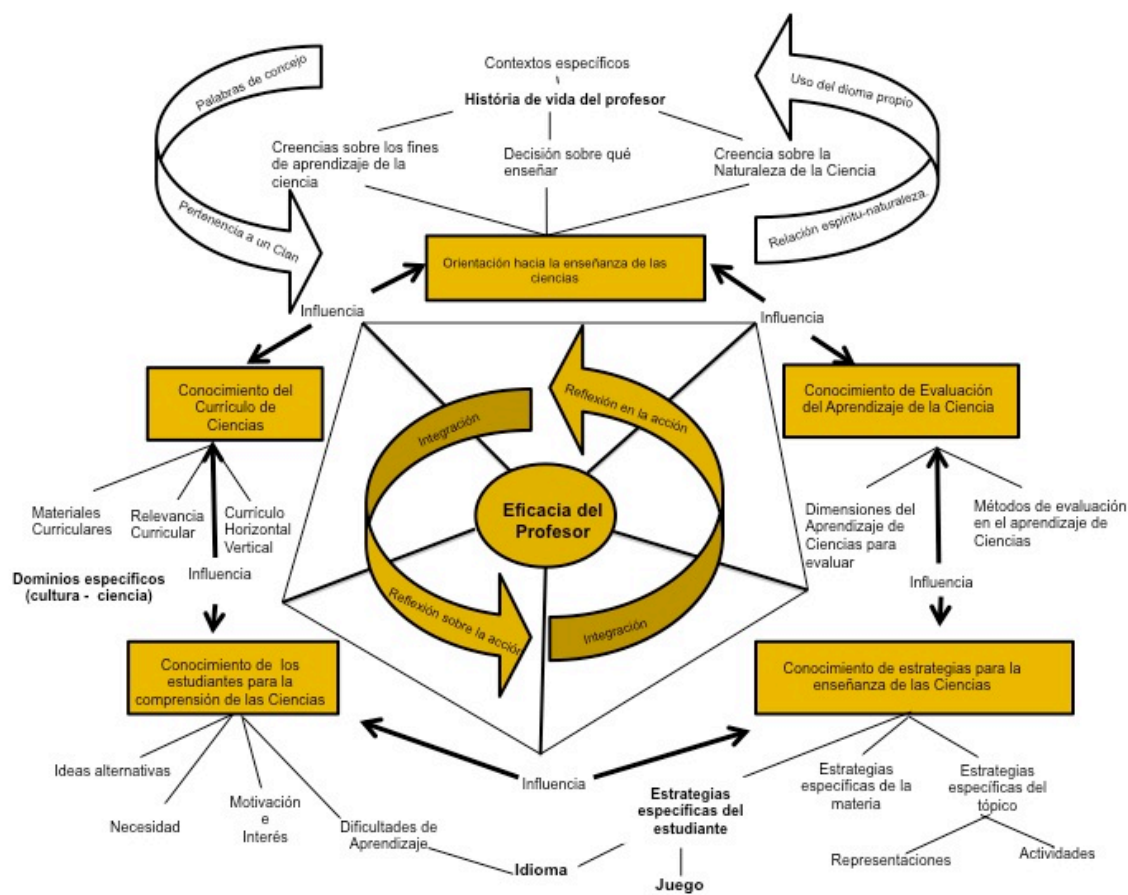 Palabras de concejo
Pertenencia a un Clan
Contextos específicos
História de vida del profesor
Creencias sobre los fines
de aprendizaje de la
ciencia
Decisión sobre qué
enseñar
Creencia sobre la
Naturaleza de la Ciencia
Uso del dioma propio
Relación espiritu-naturaleza.
Orientación hacia la enseñanza de las
ciencias
Influencia
Influencia
Conocimiento del
Currículo de
Ciencias
Conocimiento de Evaluación
del Aprendizaje de la Ciencia
Integración
Reflexión en la acción
Eficacia del
Profesor
Reflexión sobre la acción
Integración
Materiales
Curriculares
Relevancia
Curricular
Currículo
Horizontal
Vertical
Dimensiones del
Aprendizaje de
Ciencias para
evaluar
Métodos de evaluación
en el aprendizaje de
Ciencias
Dominios específicos
(cultura - ciencia)
Influencia
Influencia
Conocimiento de los
estudiantes para la
comprensión de las Ciencias
Conocimiento de estrategias para la
enseñanza de las Ciencias
Ideas alternativas
Necesidad
Motivación
e
Interés
Dificultades de
Aprendizaje
Influencia
Idioma
Estrategias
específicas del
estudiante
Juego
Estrategias
específicas de la
materia
Estrategias
específicas del
tópico
Representaciones
Actividades